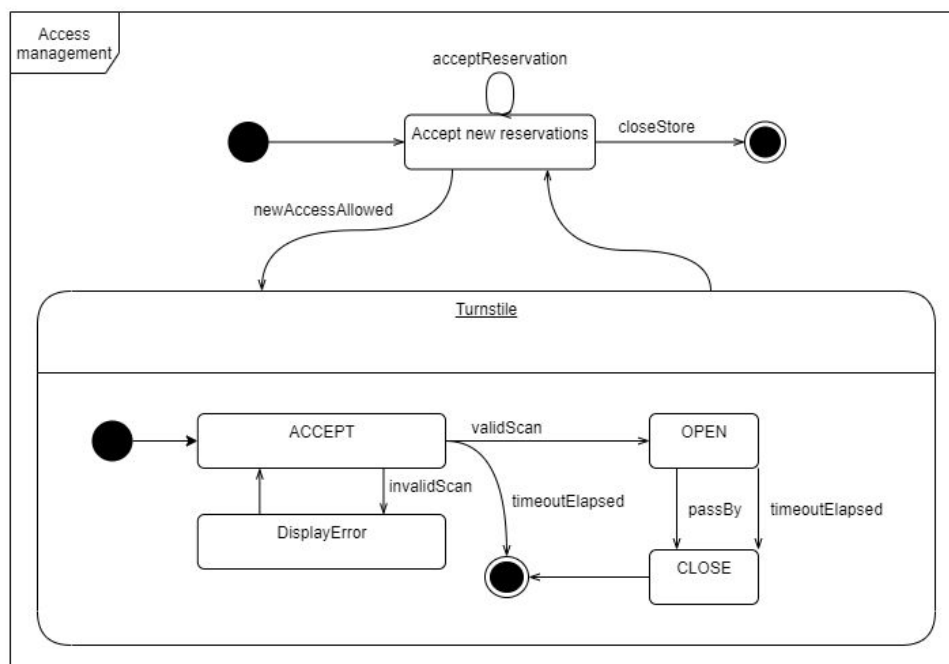 Access
management
acceptReservation
Accept new reservations
closeStore
newAccessAllowed
Turnstile
ACCEPT
validScan
OPEN
invalidScan
timeoutElapsed
passBy
timeoutElapsed
DisplayError
CLOSE